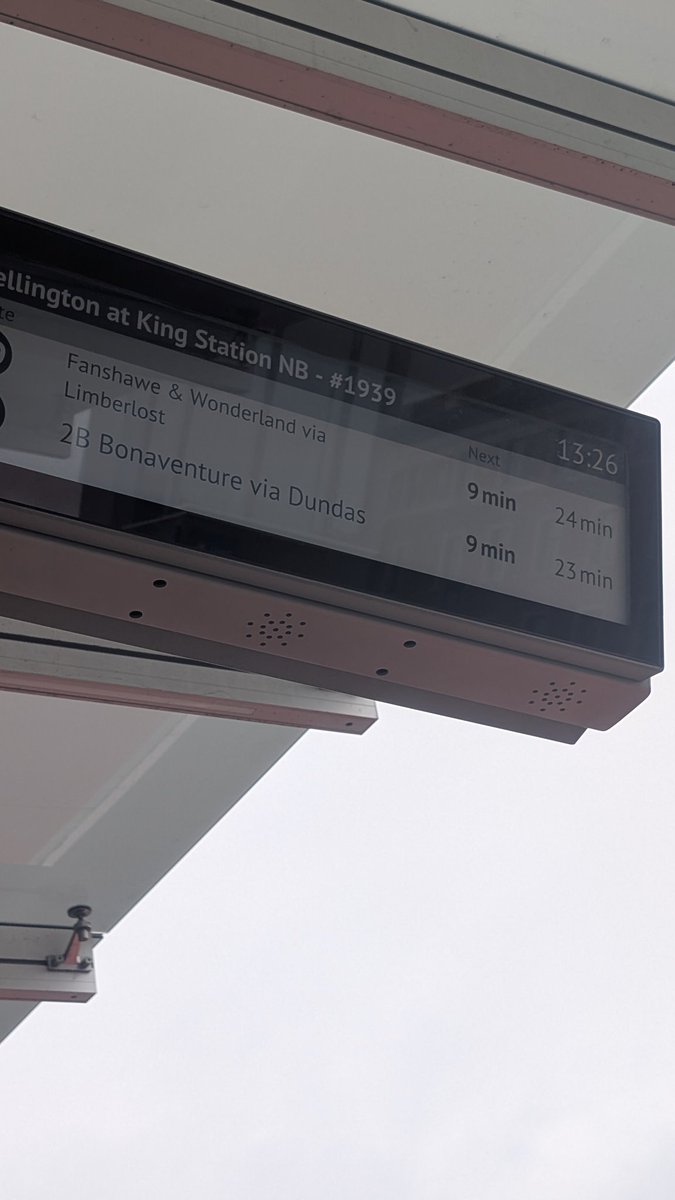 ellington at King Station NB - #1939
13:26
te
Next
Fanshawe & Wonderland via
Limberlost
9 min
24 min
2B Bonaventure via Dundas
9 min
23 min